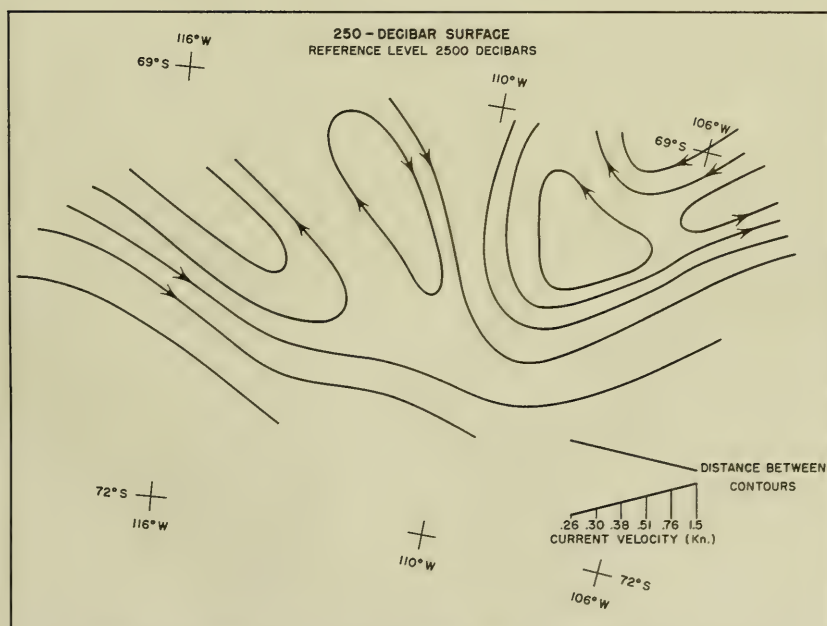 250-DECIBAR SURFACE
REFERENCE LEVEL 2500 DECIBARS
116°W
69°S
110°W
106°W
69°S
DISTANCE BETWEEN
CONTOURS
.26 .30 .38 .51 .76 1.5
CURRENT VELOCITY (Kn.)
72°S
116°W
110°W
72°S
106°W